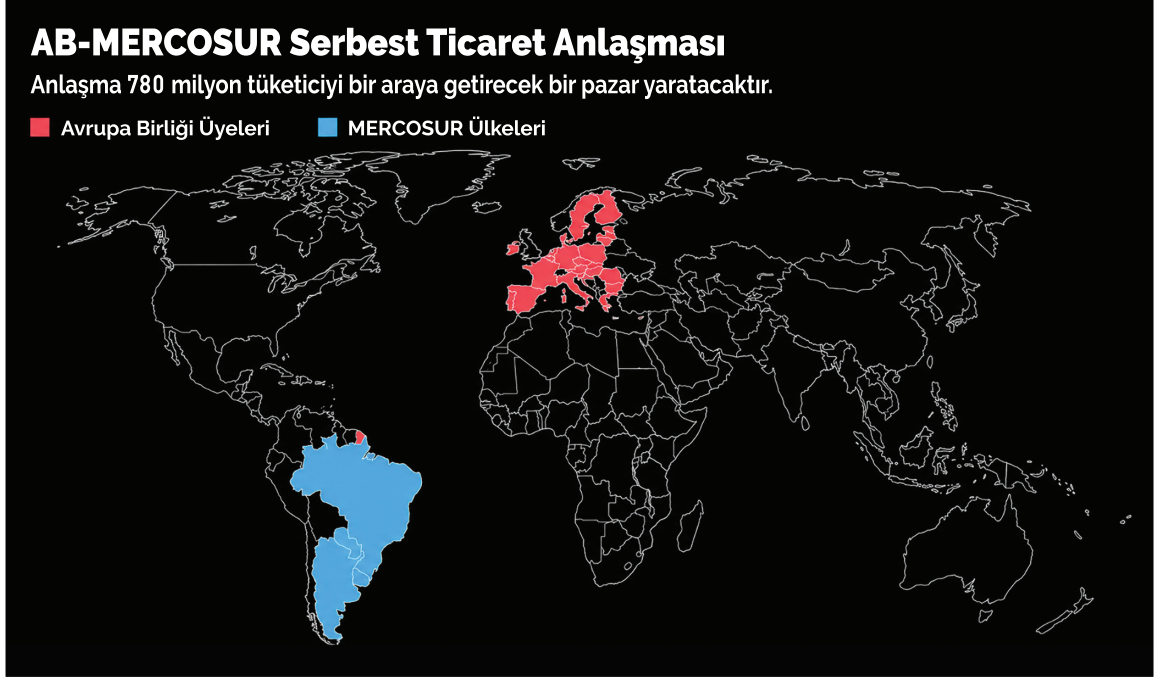 AB-MERCOSUR Serbest Ticaret Anlaşması
Anlaşma 780 milyon tüketiciyi bir araya getirecek bir pazar yaratacaktır.
Avrupa Birliği Üyeleri
MERCOSUR Ülkeleri